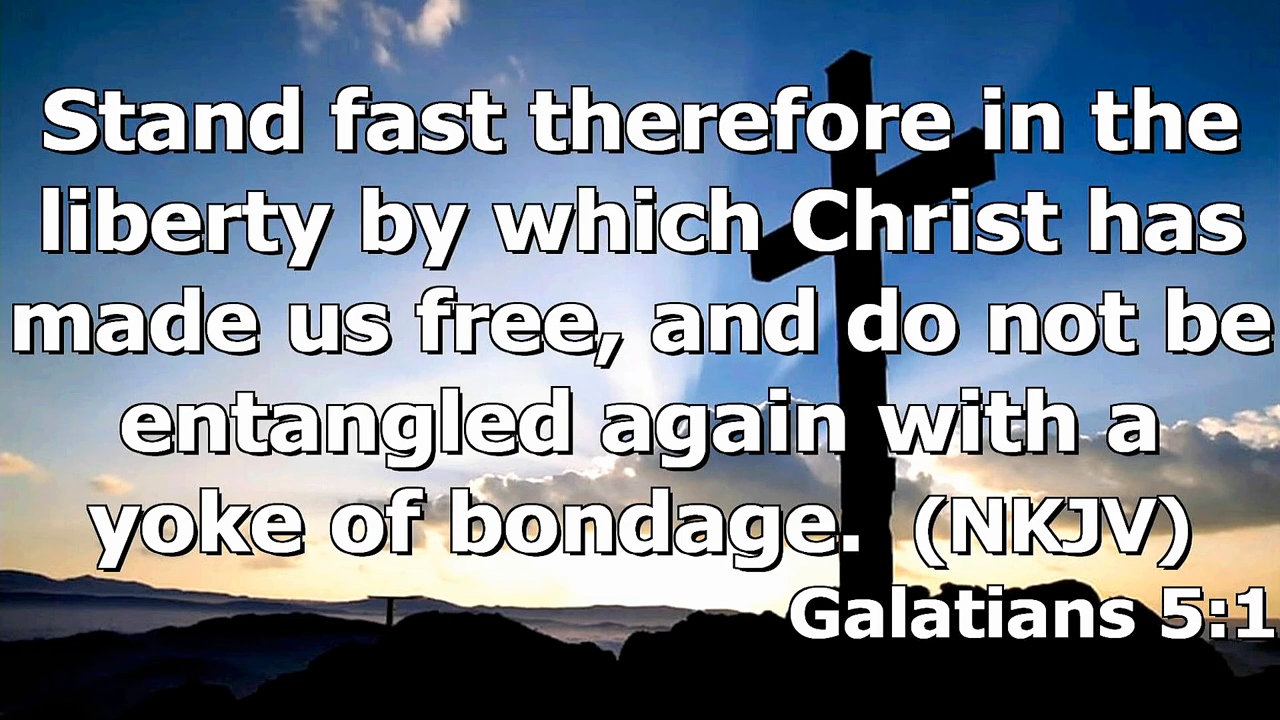 Stand fast therefore in the
liberty by which Christ has
made us free, and do not be
entangled again with a
yoke of bondage. (NKJV)
Galatians 5:1